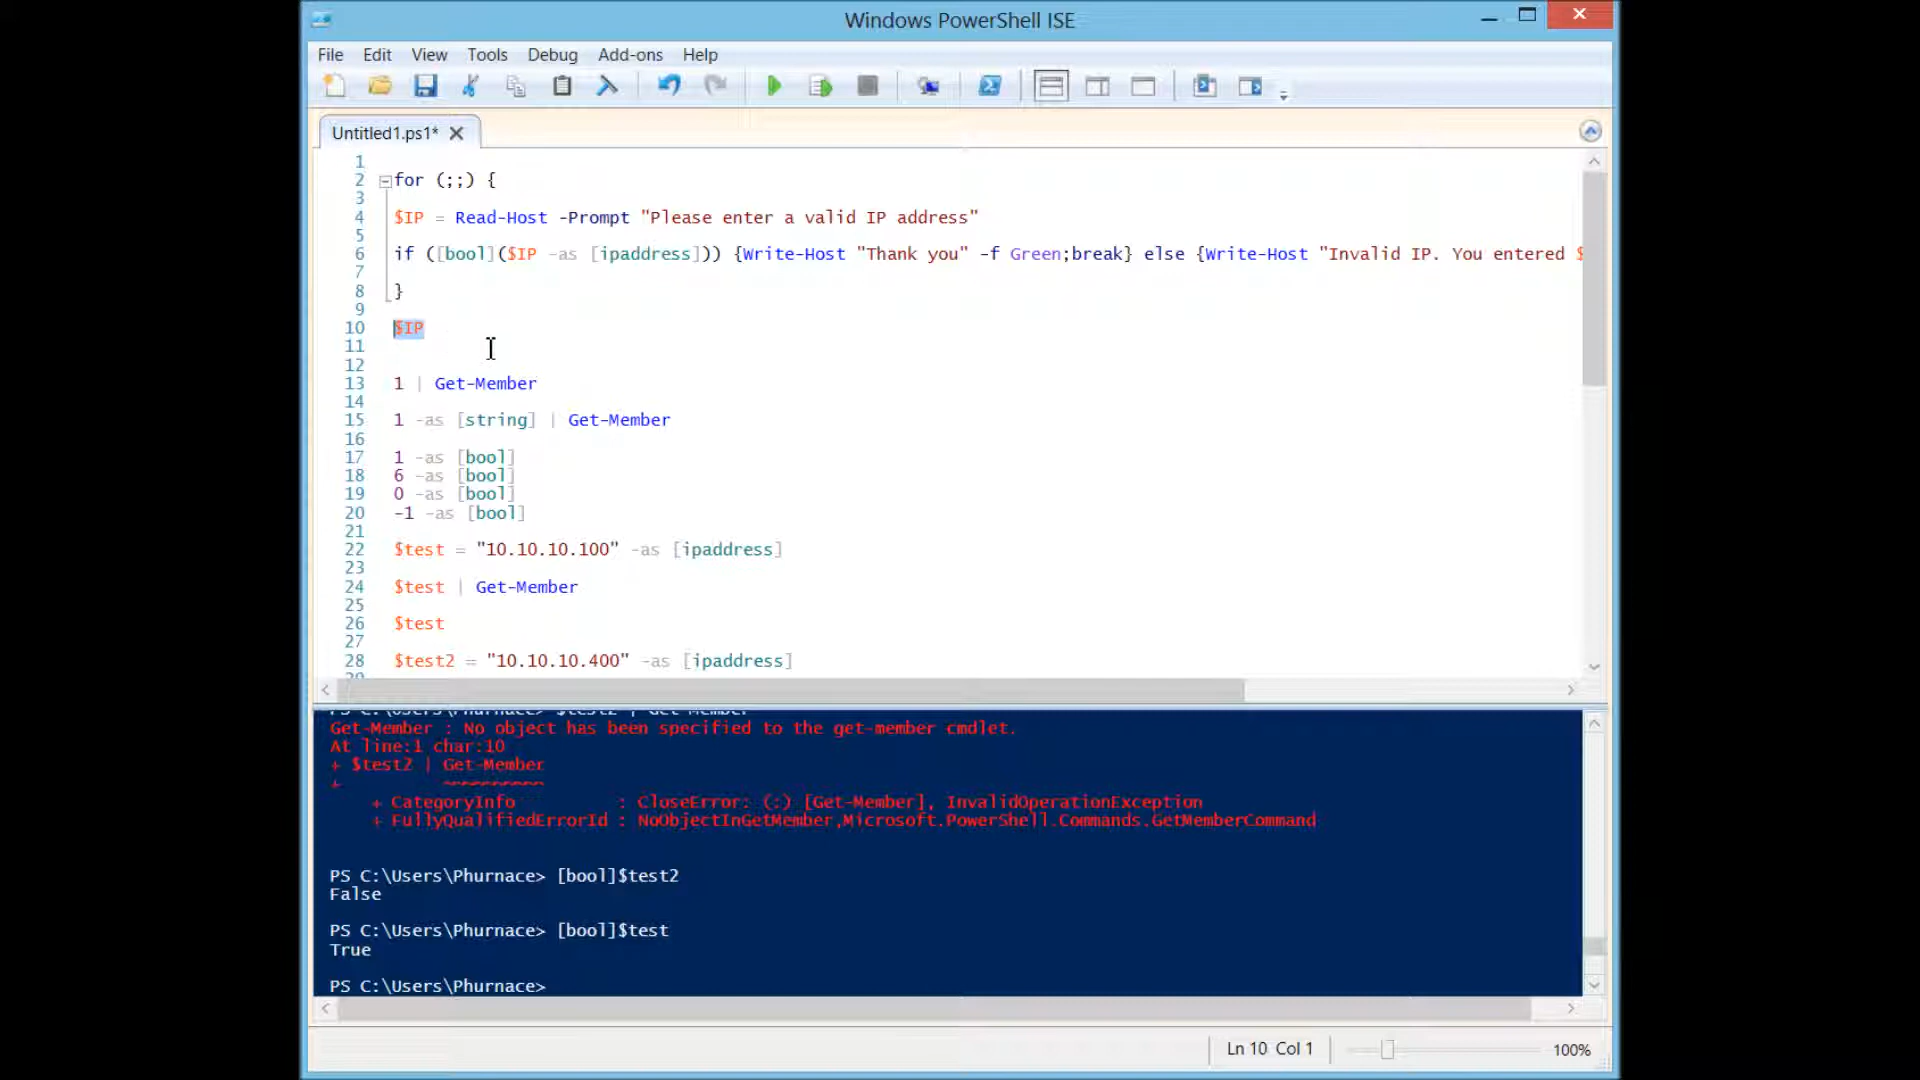 Windows PowerShell ISE
File Edit View Tools Debug Add-ons Help
Untitled1.ps1*
1
2 for (;;) {
3
4 $IP = Read-Host -Prompt "Please enter a valid IP address"
5
6 if ([bool]($IP -as [ipaddress])) {Write-Host "Thank you" -f Green;break} else {Write-Host "Invalid IP. You entered $
7
8 }
9
10 $IP
11
12
13 1 | Get-Member
14
15 1 -as [string] | Get-Member
16
17 1 -as [bool]
18 6 -as [bool]
19 0 -as [bool]
20 -1 -as [bool]
21
22 $test = "10.10.10.100" -as [ipaddress]
23
24 $test | Get-Member
25
26 $test
27
28 $test2 = "10.10.10.400" -as [ipaddress]
29
PS C:\Users\Phurnace> $test2 | Get-Member
Get-Member : No object has been specified to the get-member cmdlet.
At line:1 char:10
+ $test2 | Get-Member
+          ~~~~~~~~~~
+ CategoryInfo : CloseError: (:) [Get-Member], InvalidOperationException
+ FullyQualifiedErrorId : NoObjectInGetMember,Microsoft.PowerShell.Commands.GetMemberCommand
PS C:\Users\Phurnace> [bool]$test2
False
PS C:\Users\Phurnace> [bool]$test
True
PS C:\Users\Phurnace>
Ln 10 Col 1 100%